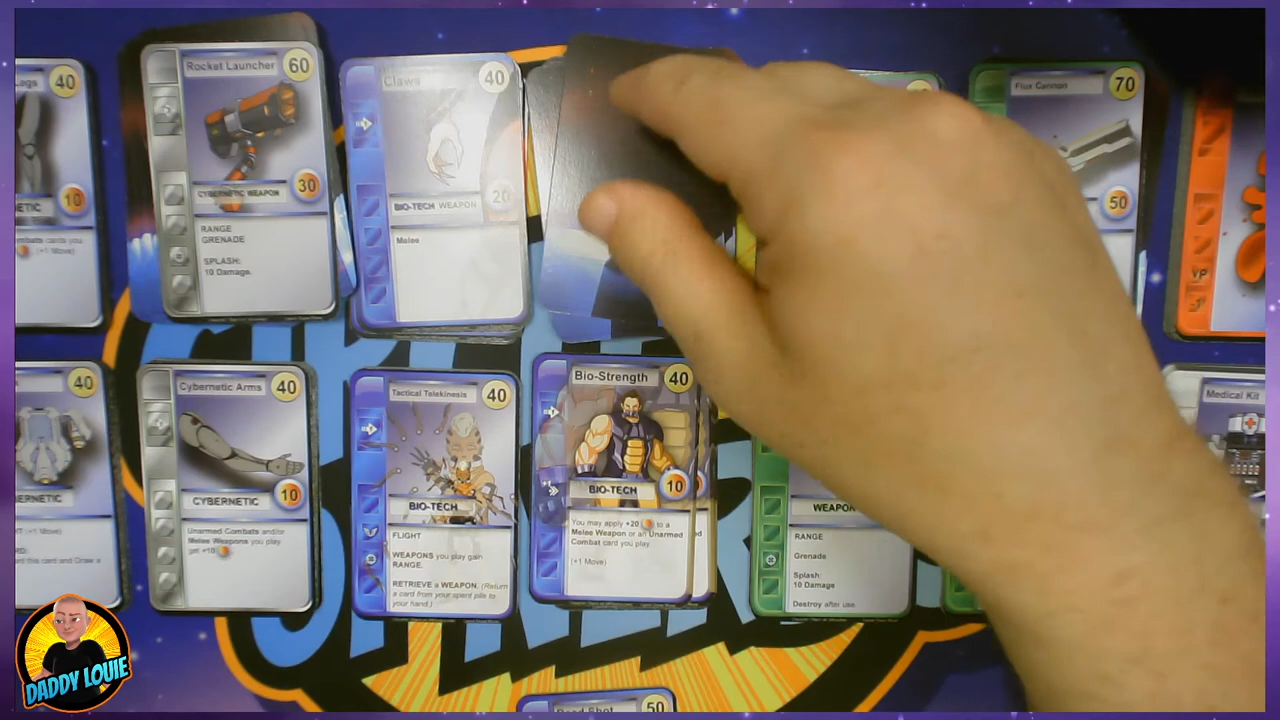 Legs
40
10
(+1 Move)
Rocket Launcher
60
CYBERNETIC WEAPON
30
RANGE
GRENADE
SPLASH:
10 Damage.
Claws
40
BIO-TECH WEAPON
20
Melee
Flux Cannon
70
50
VP
40
Cybernetic Arms
40
CYBERNETIC
10
Unarmed Combats and/or
Melee Weapons you play
get +10
Tactical Telekinesis
40
BIO-TECH
FLIGHT
WEAPONS you play gain
RANGE.
RETRIEVE a WEAPON. (Return
a card from your spent pile to
your hand.)
Bio-Strength
40
BIO-TECH
10
You may apply +20 to a
Melee Weapon or an Unarmed
Combat card you play.
(+1 Move)
WEAPON
RANGE
Grenade
Splash:
10 Damage
Destroy after use.
Medical Kit
50
DADDY LOUIE